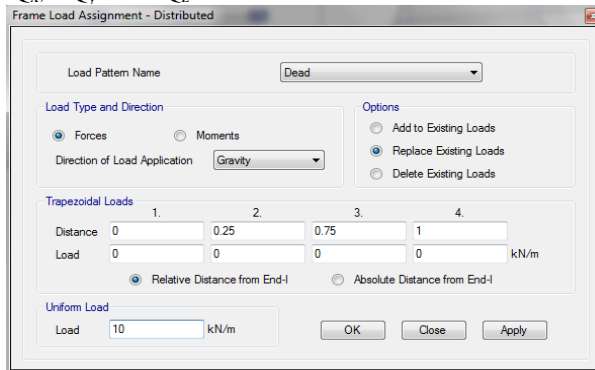 Frame Load Assignment - Distributed
Load Pattern Name Dead
Load Type and Direction
Forces Moments
Direction of Load Application Gravity
Options
Add to Existing Loads
Replace Existing Loads
Delete Existing Loads
Trapezoidal Loads
1. 2. 3. 4.
Distance 0 0.25 0.75 1
Load 0 0 0 0 kN/m
Relative Distance from End-I Absolute Distance from End-I
Uniform Load
Load 10 kN/m
OK Close Apply